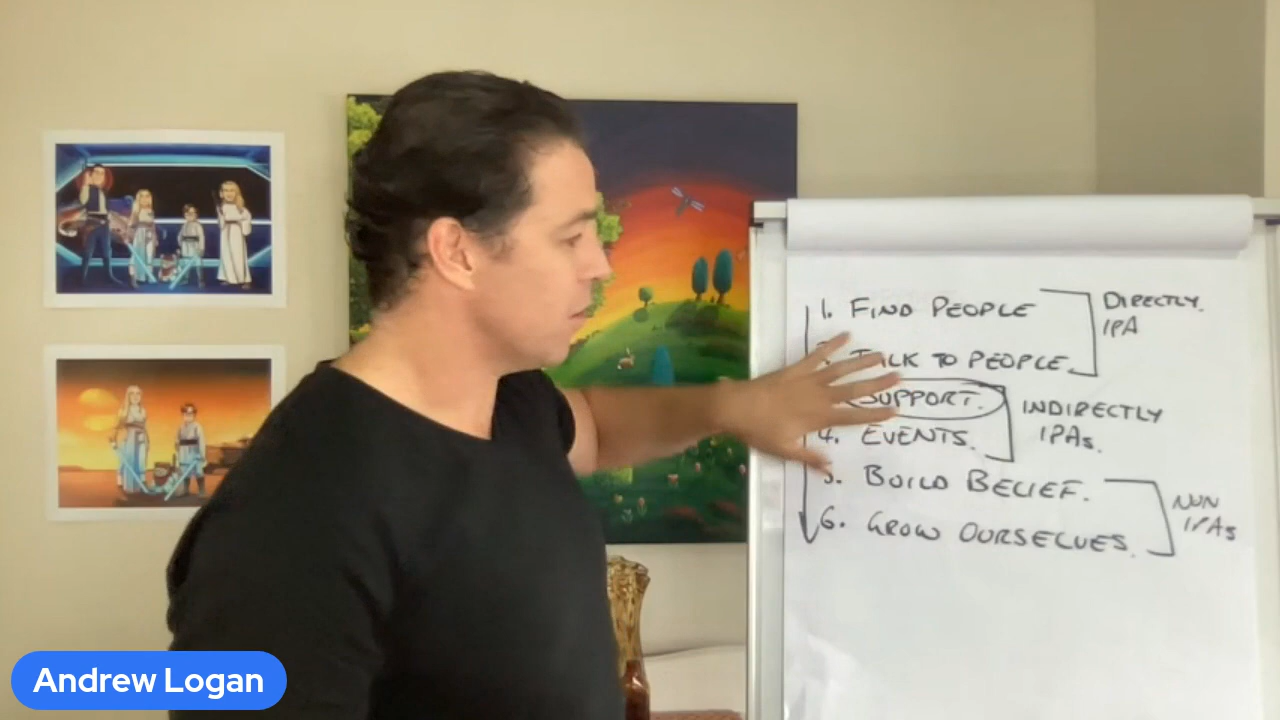 1. FIND PEOPLE
DIRECTLY.
IPA
TALK TO PEOPLE.
SUPPORT.
INDIRECTLY
IPAs.
4. EVENTS.
5. BUILD BELIEF.
NON
IPAs
6. GROW OURSELVES.
Andrew Logan